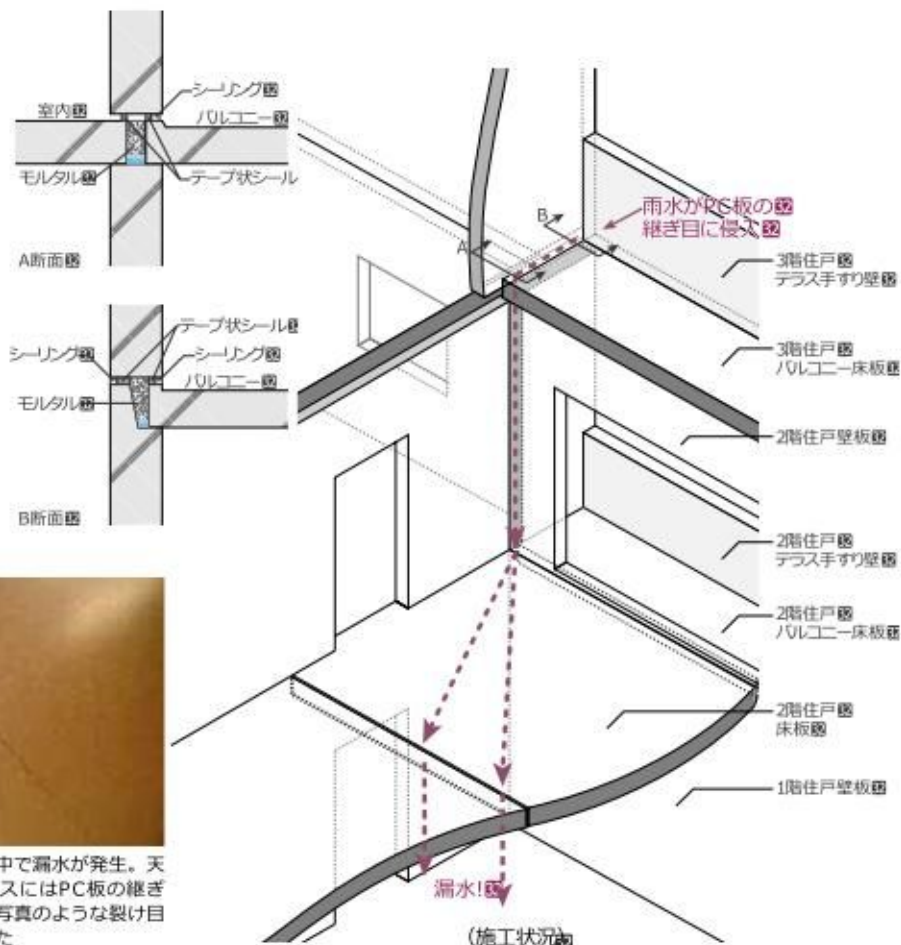 シーリング
室内
バルコニー
モルタル
テープ状シール
A断面
テープ状シール
シーリング
シーリング
バルコニー
モルタル
B断面
雨水がPC板の
継ぎ目に侵入
A
B
3階住戸
テラス手すり壁
3階住戸
バルコニー床板
2階住戸壁板
2階住戸
テラス手すり壁
2階住戸
バルコニー床板
2階住戸
床板
1階住戸壁板
漏水!
(施工状況)
中で漏水が発生。天
スにはPC板の継ぎ
写真のような裂け目
た